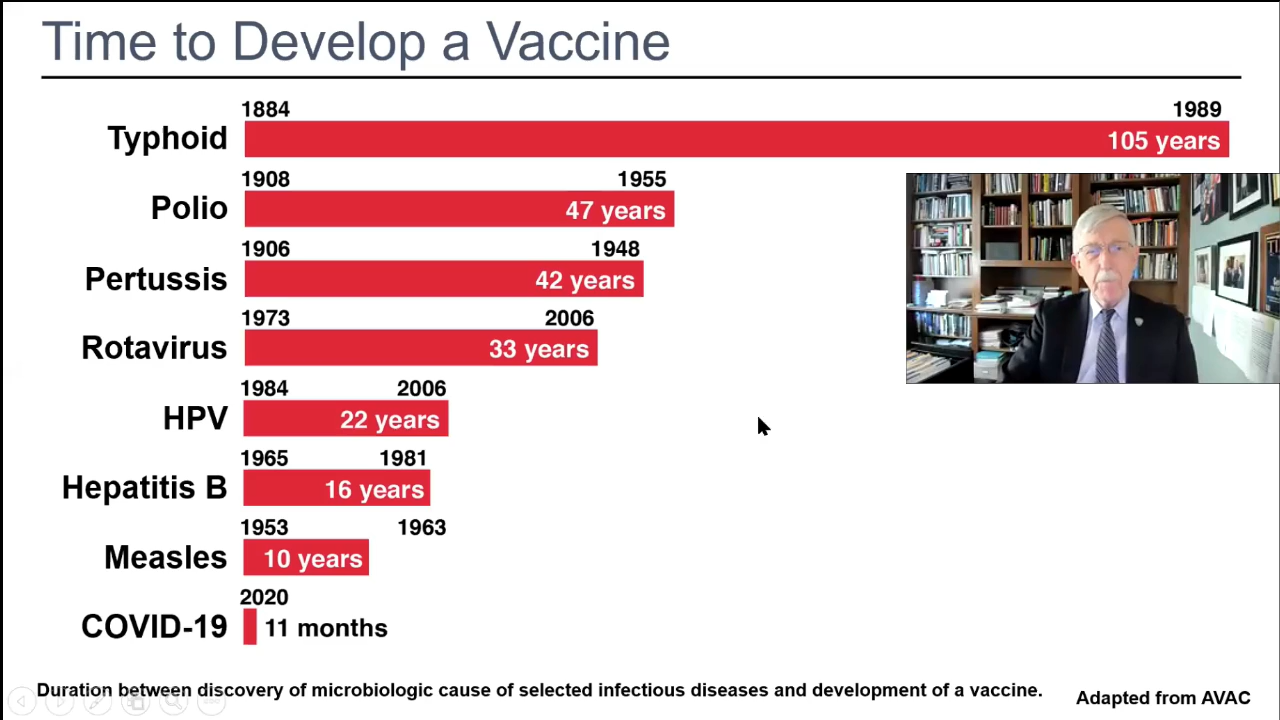 Time to Develop a Vaccine
1884 1989
Typhoid 105 years
1908 1955
Polio 47 years
1906 1948
Pertussis 42 years
1973 2006
Rotavirus 33 years
1984 2006
HPV 22 years
1965 1981
Hepatitis B 16 years
1953 1963
Measles 10 years
2020
COVID-19 11 months
Duration between discovery of microbiologic cause of selected infectious diseases and development of a vaccine.
Adapted from AVAC